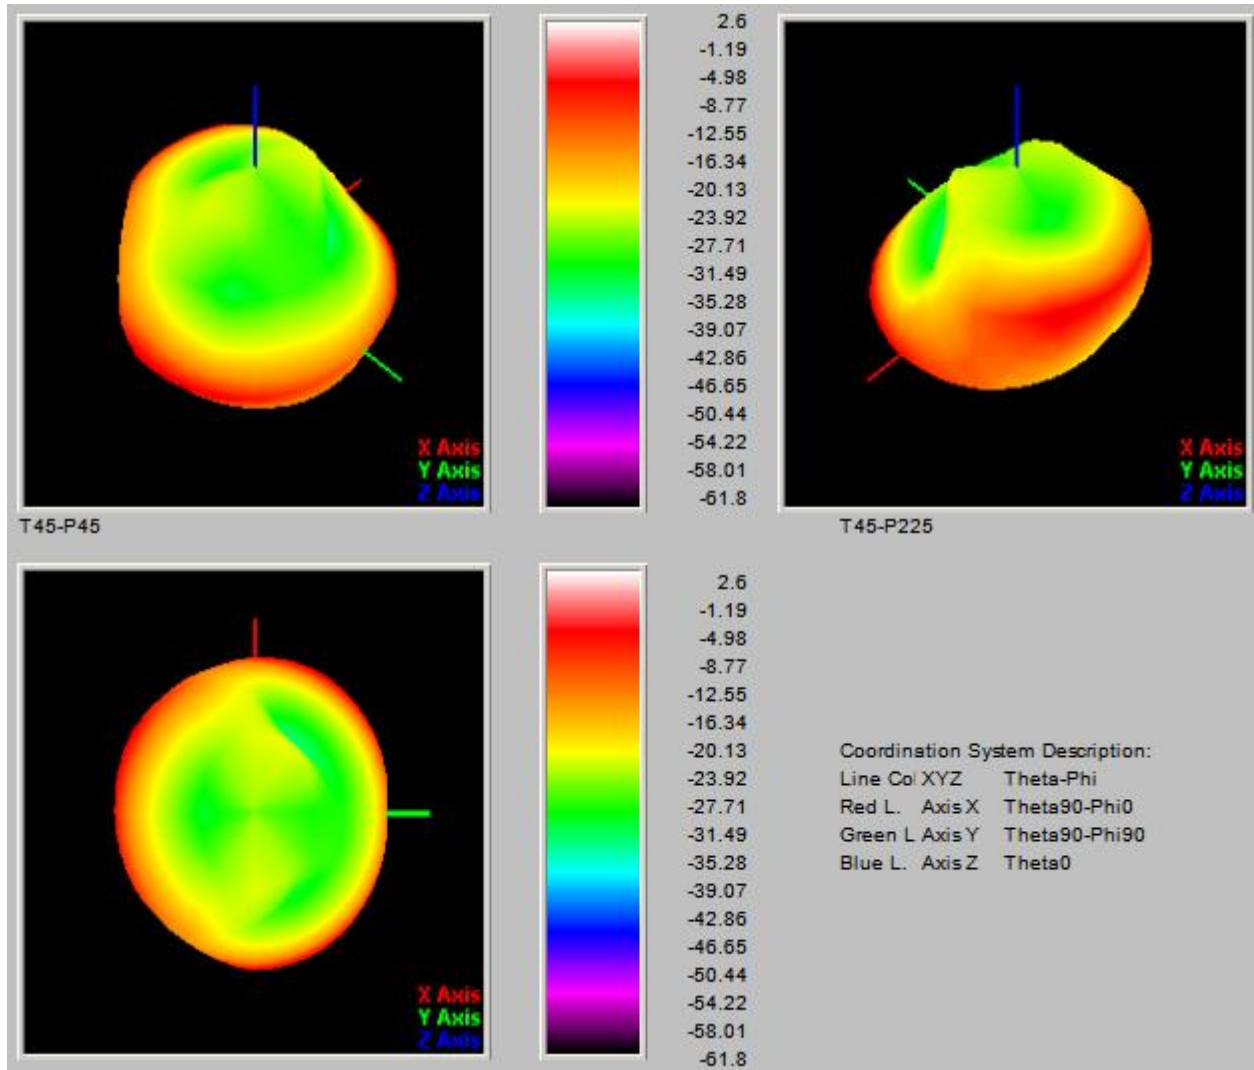 2.6
-1.19
-4.98
-8.77
-12.55
-16.34
-20.13
-23.92
-27.71
-31.49
-35.28
-39.07
-42.86
-46.65
-50.44
-54.22
-58.01
-61.8
X Axis
Y Axis
Z Axis
X Axis
Y Axis
Z Axis
T45-P45
T45-P225
2.6
-1.19
-4.98
-8.77
-12.55
-16.34
-20.13
-23.92
-27.71
-31.49
-35.28
-39.07
-42.86
-46.65
-50.44
-54.22
-58.01
-61.8
Coordination System Description:
Line Col XYZ Theta-Phi
Red L. Axis X Theta90-Phi0
Green L Axis Y Theta90-Phi90
Blue L. Axis Z Theta0
X Axis
Y Axis
Z Axis